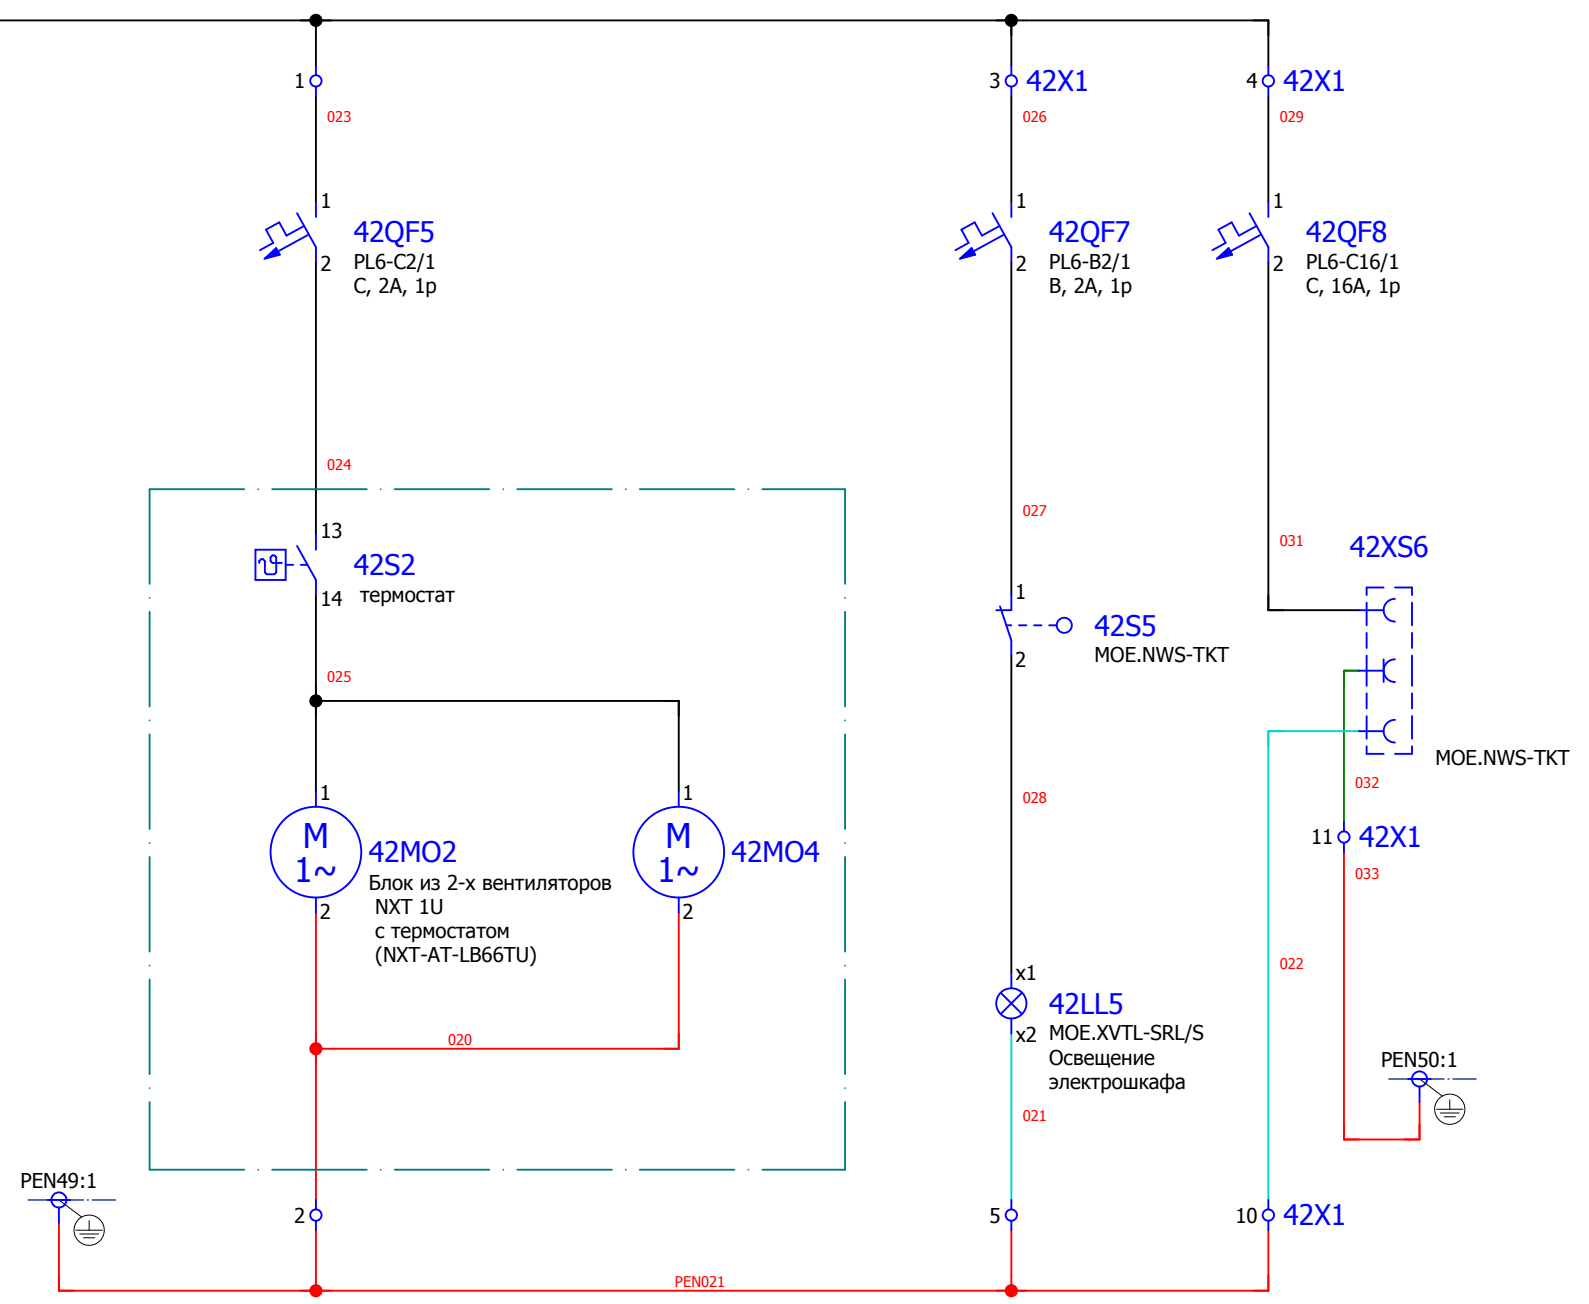 1
3 42X1
4 42X1
023
026
029
1
42QF5
2 PL6-C2/1
C, 2A, 1p
1
42QF7
2 PL6-B2/1
B, 2A, 1p
1
42QF8
2 PL6-C16/1
C, 16A, 1p
024
027
031
42XS6
13
42S2
14 термостат
1
42S5
2 MOE.NWS-TKT
025
MOE.NWS-TKT
032
028
11 42X1
033
1
M
1~
42MO2
Блок из 2-х вентиляторов
2 NXT 1U
с термостатом
(NXT-AT-LB66TU)
1
M
1~
42MO4
2
022
x1
42LL5
x2 MOE.XVTL-SRL/S
Освещение
электрошкафа
020
PEN50:1
021
PEN49:1
2
5
10 42X1
PEN021